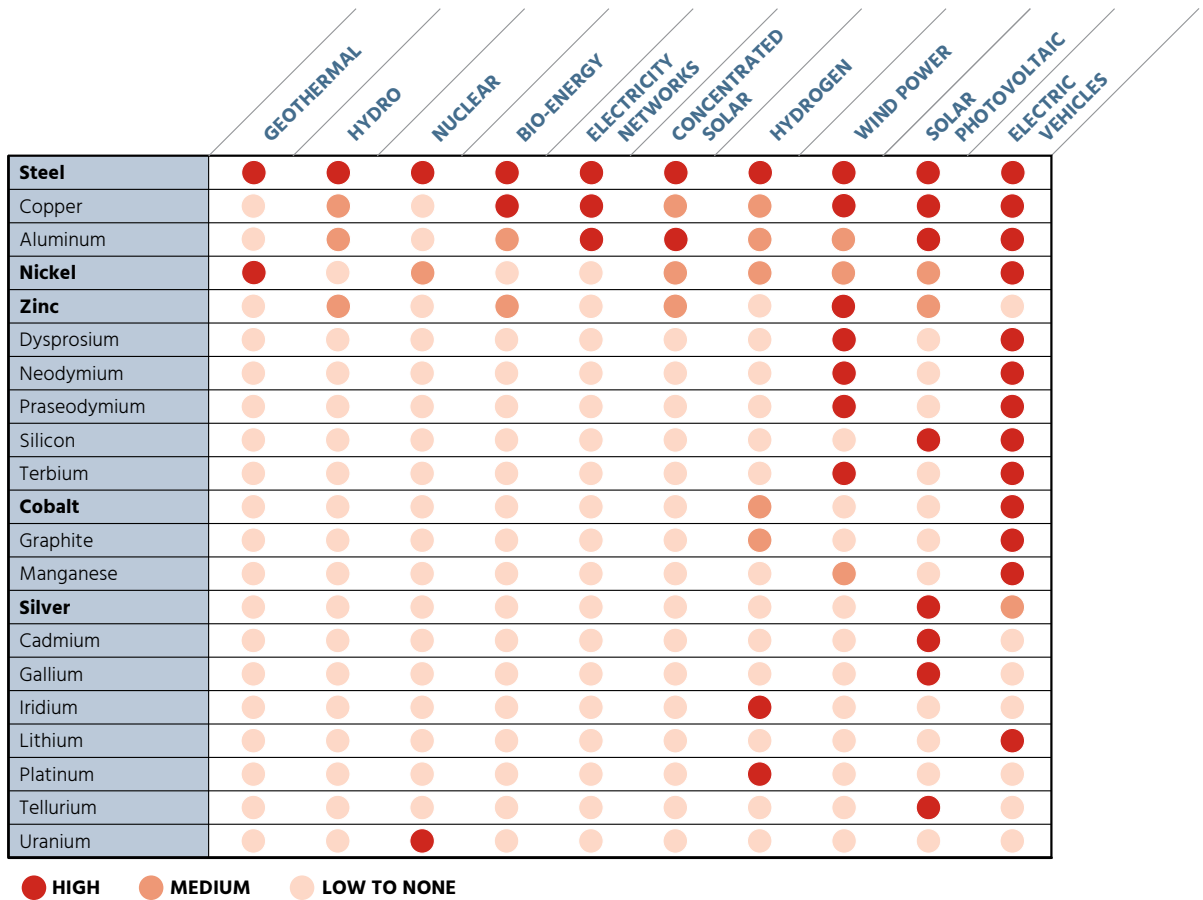 GEOTHERMAL
HYDRO
NUCLEAR
BIO-ENERGY
ELECTRICITY
NETWORKS
CONCENTRATED
SOLAR
HYDROGEN
WIND POWER
SOLAR
PHOTOVOLTAIC
ELECTRIC
VEHICLES
Steel
Copper
Aluminum
Nickel
Zinc
Dysprosium
Neodymium
Praseodymium
Silicon
Terbium
Cobalt
Graphite
Manganese
Silver
Cadmium
Gallium
Iridium
Lithium
Platinum
Tellurium
Uranium
HIGH MEDIUM LOW TO NONE